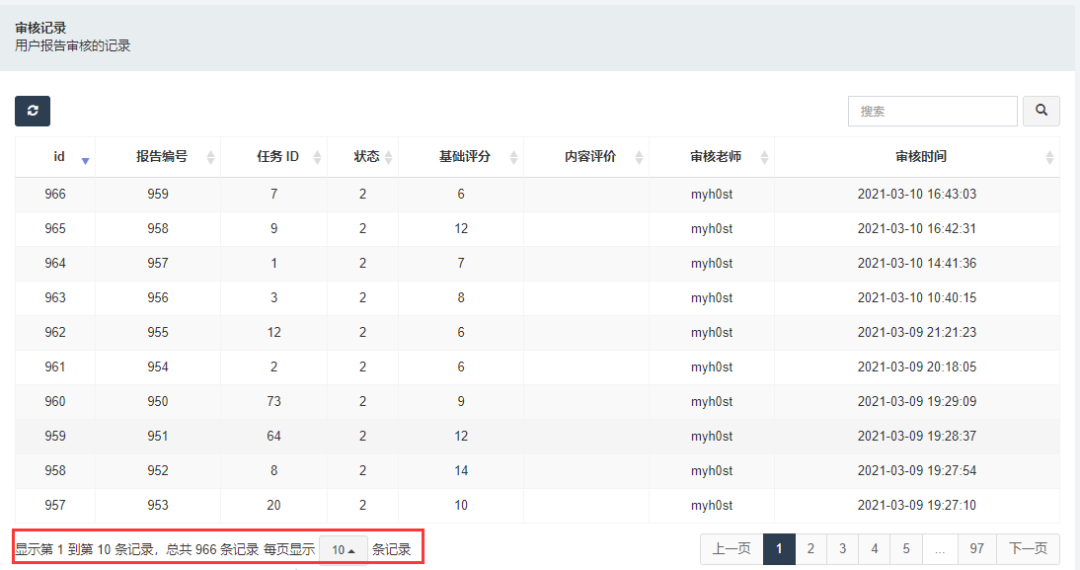 审核记录
用户报告审核的记录
搜索
id 报告编号 任务 ID 状态 基础评分 内容评价 审核老师 审核时间
966 959 7 2 6 myh0st 2021-03-10 16:43:03
965 958 9 2 12 myh0st 2021-03-10 16:42:31
964 957 1 2 7 myh0st 2021-03-10 14:41:36
963 956 3 2 8 myh0st 2021-03-10 10:40:15
962 955 12 2 6 myh0st 2021-03-09 21:21:23
961 954 2 2 6 myh0st 2021-03-09 20:18:05
960 950 73 2 9 myh0st 2021-03-09 19:29:09
959 951 64 2 12 myh0st 2021-03-09 19:28:37
958 952 8 2 14 myh0st 2021-03-09 19:27:54
957 953 20 2 10 myh0st 2021-03-09 19:27:10
显示第 1 到第 10 条记录，总共 966 条记录 每页显示 10 条记录 上一页 1 2 3 4 5 ... 97 下一页